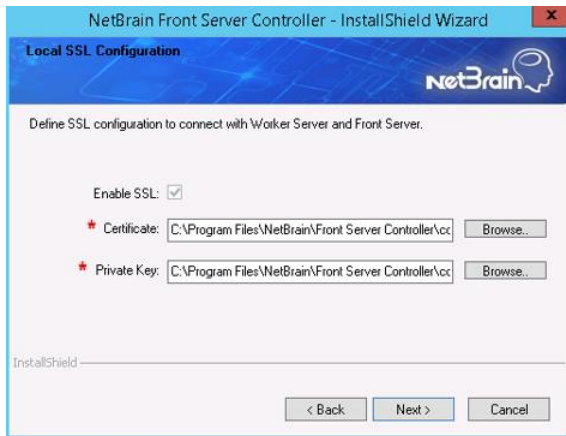 NetBrain Front Server Controller - InstallShield Wizard x
Local SSL Configuration
NetBrain
Define SSL configuration to connect with Worker Server and Front Server.
Enable SSL:
* Certificate: C:\Program Files\NetBrain\Front Server Controller\cc Browse..
* Private Key: C:\Program Files\NetBrain\Front Server Controller\cc Browse..
InstallShield
< Back Next > Cancel